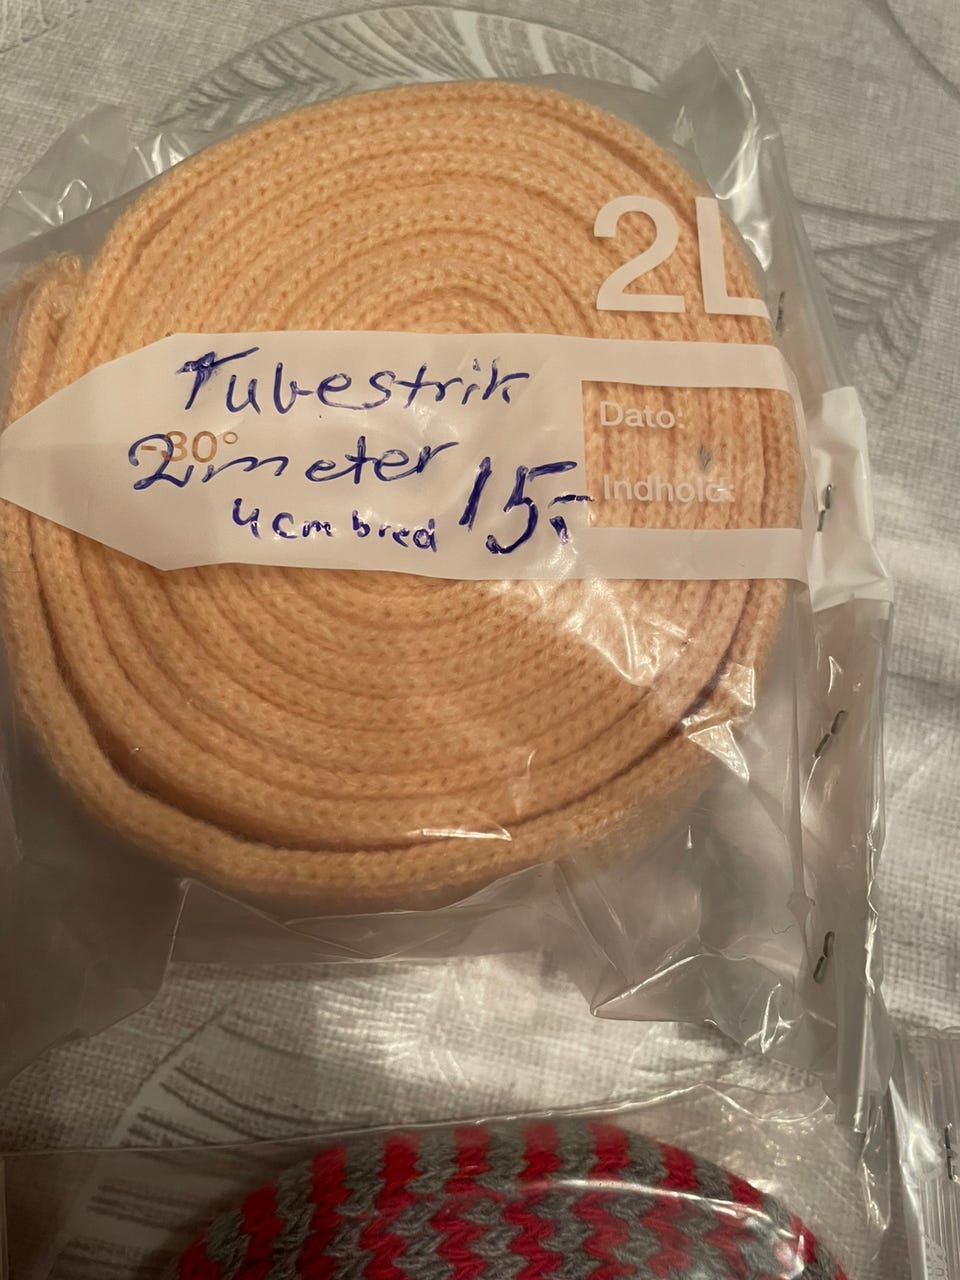 2L
Tubestrik
-30°
2 meter
4 cm bred
15,-
Dato:
Indhold: